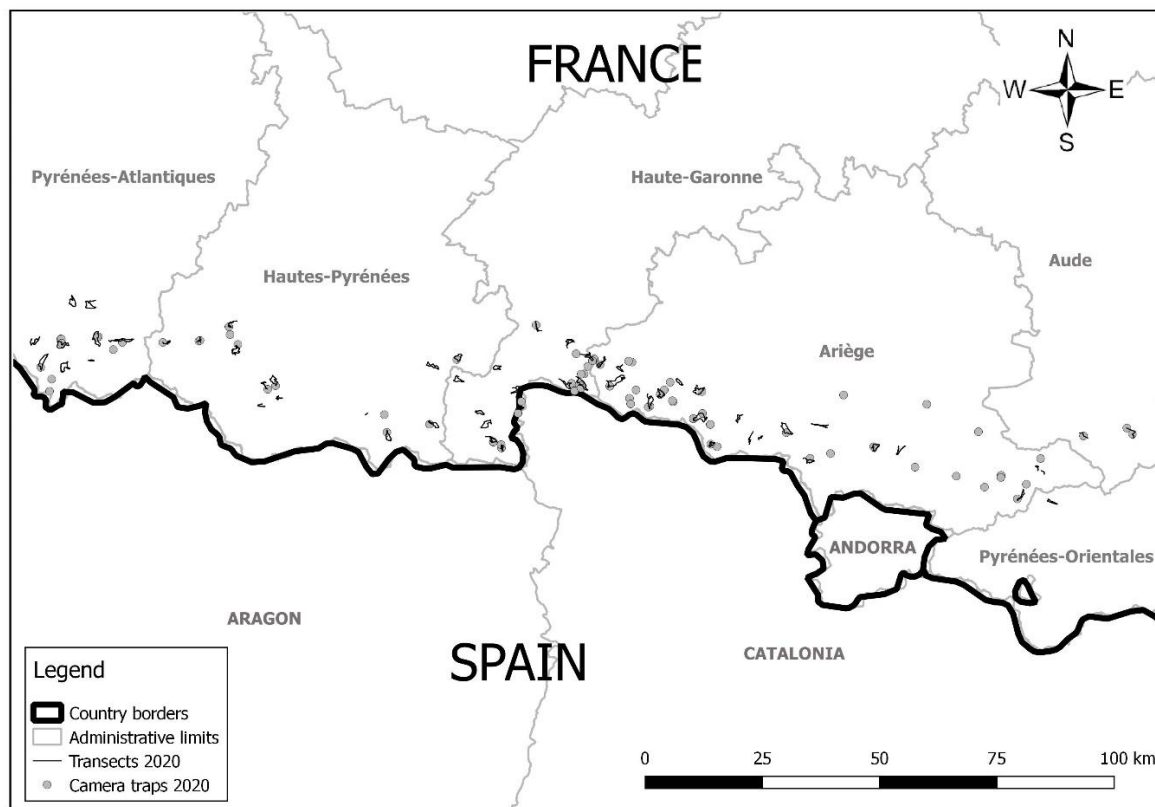 FRANCE
N
W
E
S
Pyrénées-Atlantiques
Haute-Garonne
Aude
Hautes-Pyrénées
Ariège
ANDORRA
Pyrénées-Orientales
ARAGON
SPAIN
CATALONIA
Legend
Country borders
Administrative limits
Transects 2020
Camera traps 2020
0 25 50 75 100 km